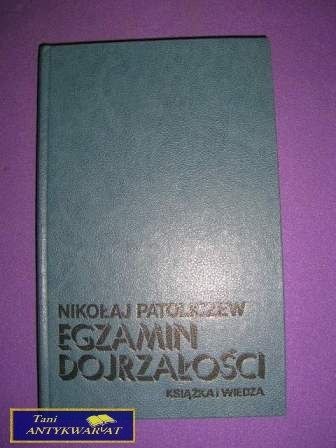 NIKOŁAJ PATOLICZEW
EGZAMIN
DOJRZAŁOŚCI
KSIĄŻKA I WIEDZA
Tani
ANTYKWARIAT